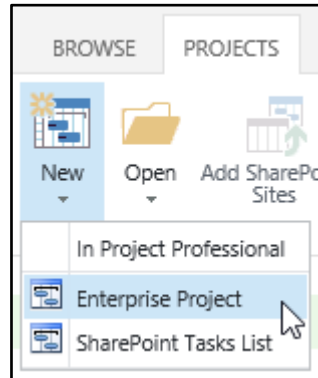 BROWSE PROJECTS
New Open Add SharePo
Sites
In Project Professional
Enterprise Project
SharePoint Tasks List